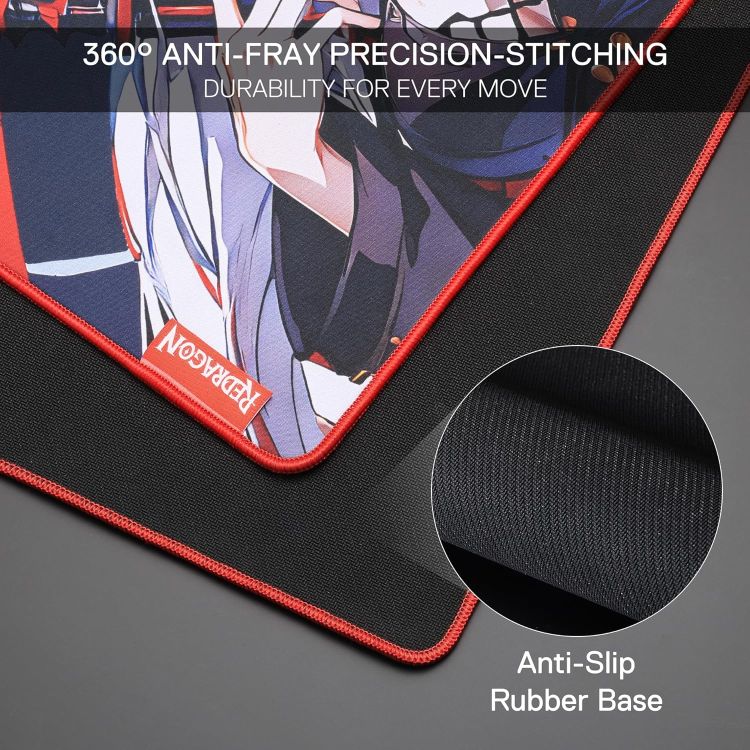 360° ANTI-FRAY PRECISION-STITCHING
DURABILITY FOR EVERY MOVE
REDRAGON
Anti-Slip
Rubber Base